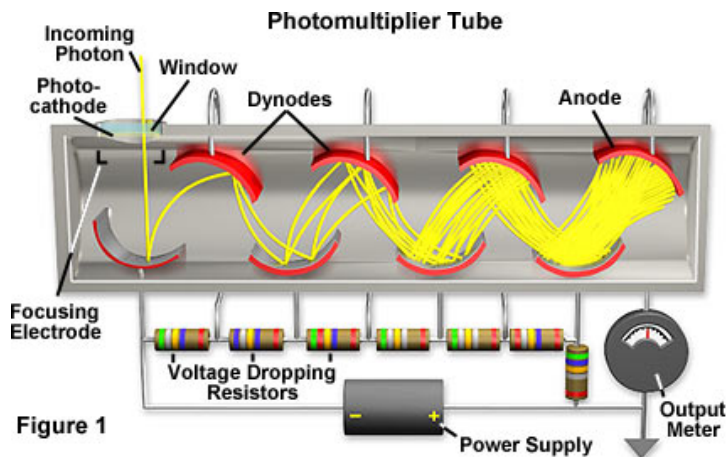 Photomultiplier Tube
Incoming
Photon
Window
Photo-
cathode
Dynodes
Anode
Focusing
Electrode
Voltage Dropping
Resistors
Output
Meter
Figure 1
− +
Power Supply